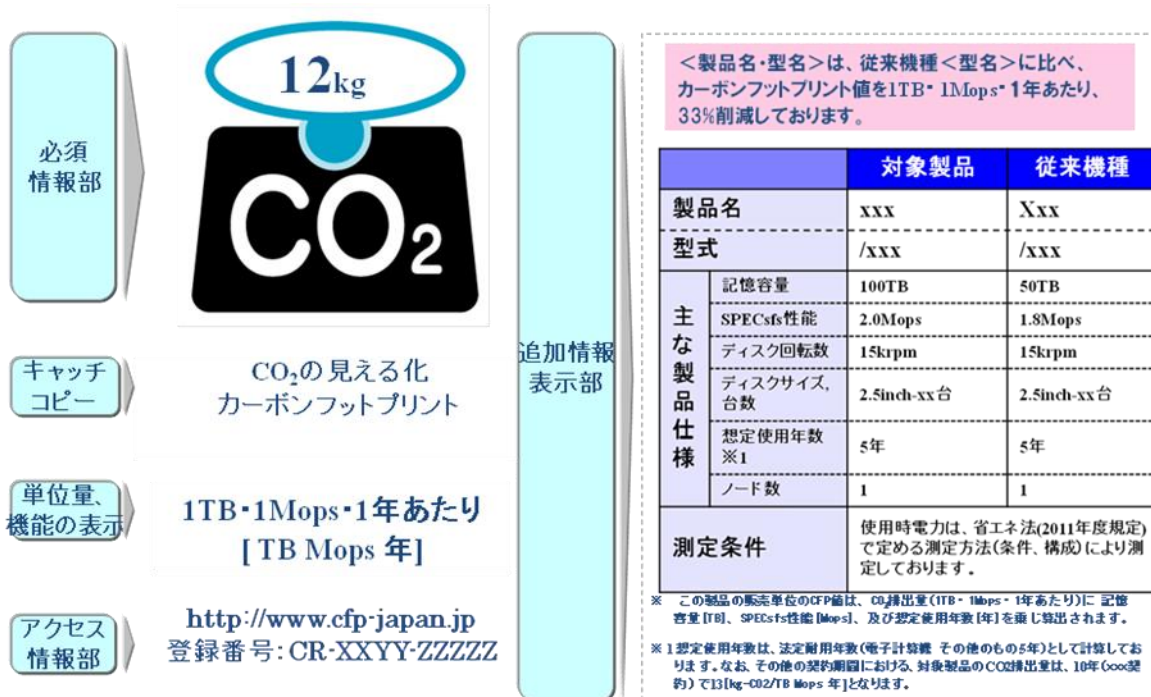 必須
情報部
12kg
CO2
キャッチ
コピー
CO₂の見える化
カーボンフットプリント
単位量、
機能の表示
1TB・1Mops・1年あたり
[ TB Mops 年]
アクセス
情報部
http://www.cfp-japan.jp
登録番号:CR-XXYY-ZZZZZ
追加情報
表示部
＜製品名・型名＞は、従来機種＜型名＞に比べ、
カーボンフットプリント値を1TB・1Mops・1年あたり、
33%削減しております。
対象製品 従来機種
製品名 xxx Xxx
型式 /xxx /xxx
主な製品仕様
記憶容量 100TB 50TB
SPECsfs性能 2.0Mops 1.8Mops
ディスク回転数 15krpm 15krpm
ディスクサイズ,
台数 2.5inch-xx台 2.5inch-xx台
想定使用年数
※1 5年 5年
ノード数 1 1
測定条件
使用時電力は、省エネ法(2011年度規定)
で定める測定方法(条件、構成)により測
定しております。
※ この製品の販売単位のCFP値は、CO₂排出量(1TB・1Mops・1年あたり)に 記憶
容量[TB]、SPECsfs性能[Mops]、及び想定使用年数[年]を乗じ算出されます。
※1 想定使用年数は、法定耐用年数(電子計算機 その他のもの5年)として計算してお
ります。なお、その他の契約期間における、対象製品のCO2排出量は、10年(xxx契
約)で13[kg-CO2/TB Mops 年]となります。